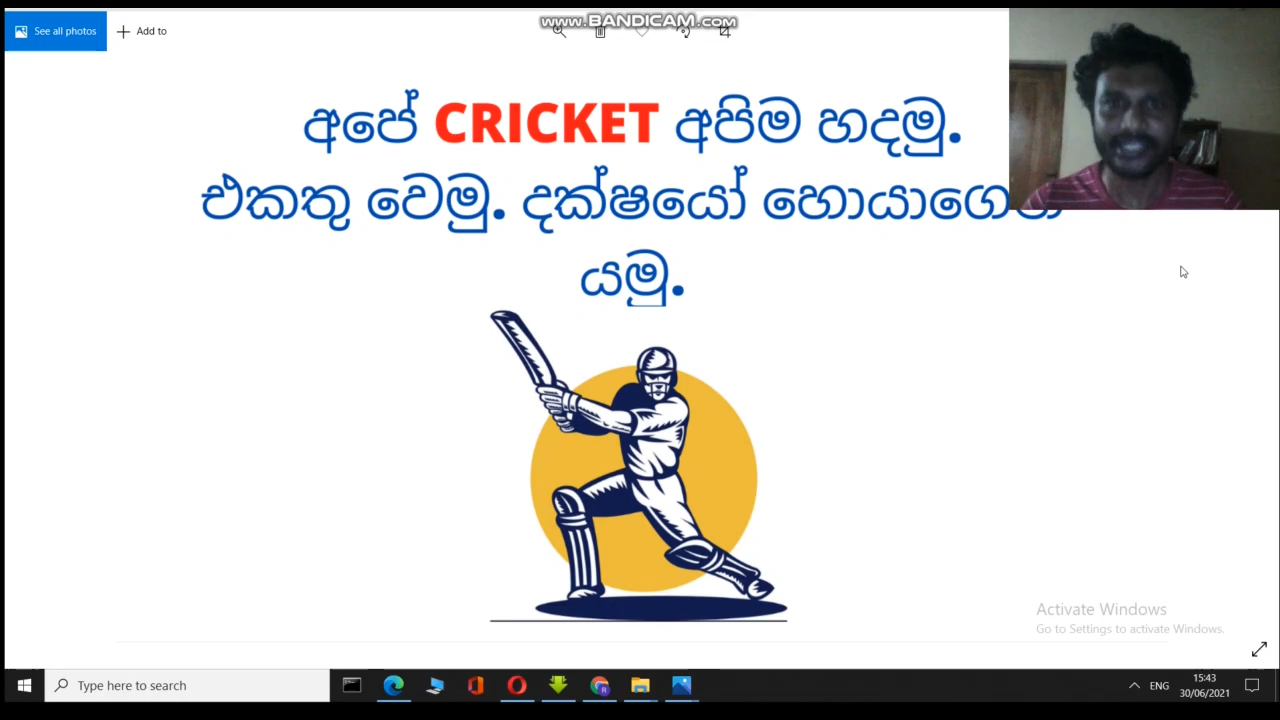 www.BANDICAM.com
See all photos
Add to
අපේ CRICKET අපිම හදමු.
එකතු වෙමු. දක්ෂයෝ හොයාගෙන
යමු.
Activate Windows
Go to Settings to activate Windows.
Type here to search
ENG
15:43
30/06/2021